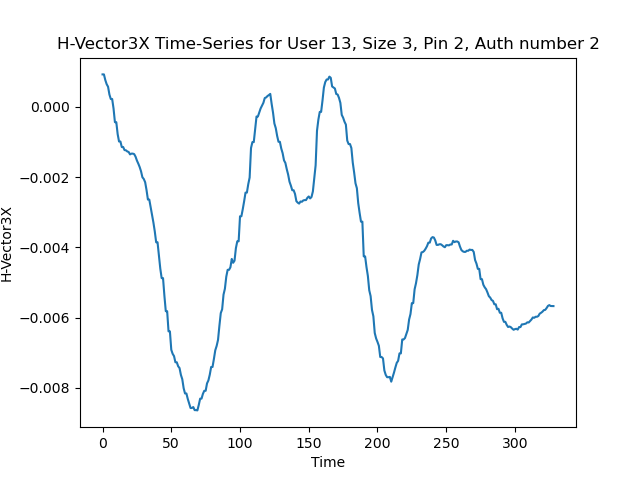 H-Vector3X Time-Series for User 13, Size 3, Pin 2, Auth number 2
0.000
−0.002
−0.004
−0.006
−0.008
H-Vector3X
0 50 100 150 200 250 300
Time